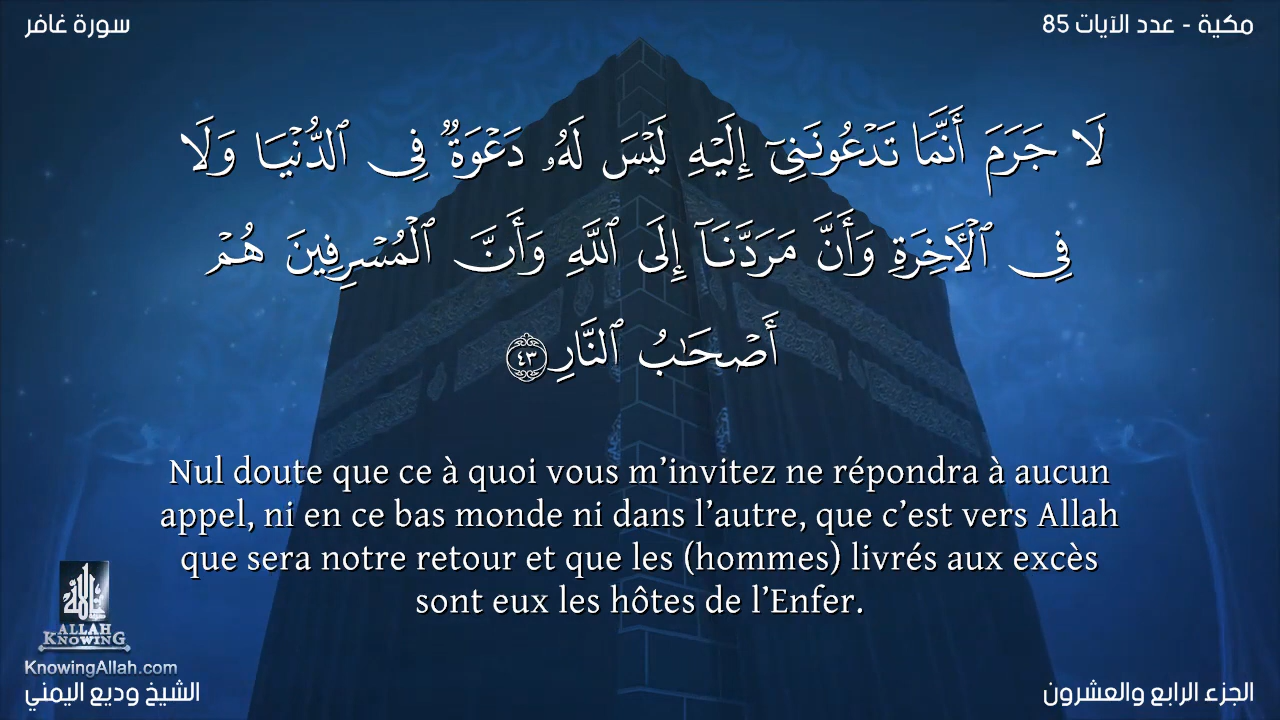 سورة غافر
مكية - عدد الآيات 85
لَا جَرَمَ أَنَّمَا تَدْعُونَنِىٓ إِلَيْهِ لَيْسَ لَهُۥ دَعْوَةٌ فِى ٱلدُّنْيَا وَلَا
فِى ٱلْـَٔاخِرَةِ وَأَنَّ مَرَدَّنَآ إِلَى ٱللَّهِ وَأَنَّ ٱلْمُسْرِفِينَ هُمْ
أَصْحَـٰبُ ٱلنَّارِ ٤٣
Nul doute que ce à quoi vous m’invitez ne répondra à aucun
appel, ni en ce bas monde ni dans l’autre, que c’est vers Allah
que sera notre retour et que les (hommes) livrés aux excès
sont eux les hôtes de l’Enfer.
الله
ALLAH
KNOWING
KnowingAllah.com
الشيخ وديع اليمني
الجزء الرابع والعشرون